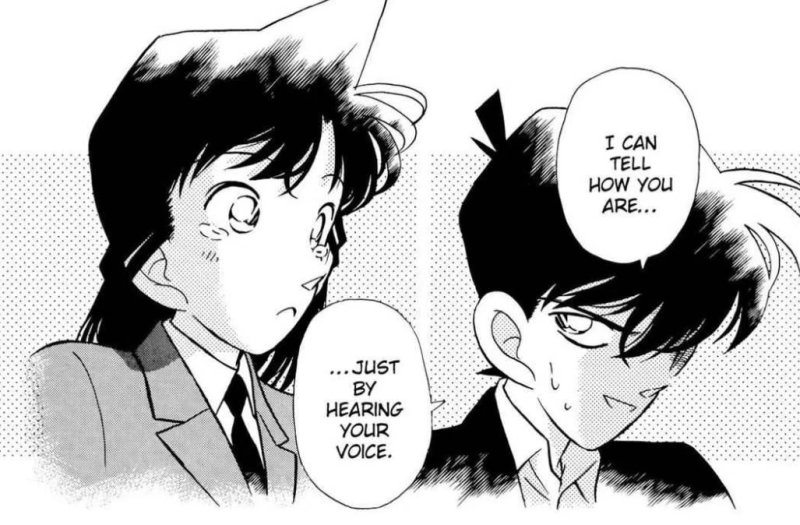 I CAN
TELL
HOW YOU
ARE...
...JUST
BY
HEARING
YOUR
VOICE.